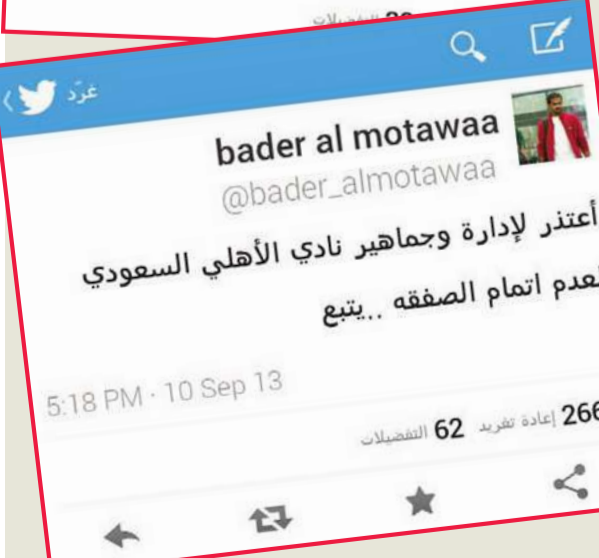 غرّد
bader al motawaa
@bader_almotawaa
أعتذر لإدارة وجماهير نادي الأهلي السعودي
لعدم اتمام الصفقه ..يتبع
5:18 PM · 10 Sep 13
266 إعادة تغريد 62 التفضيلات